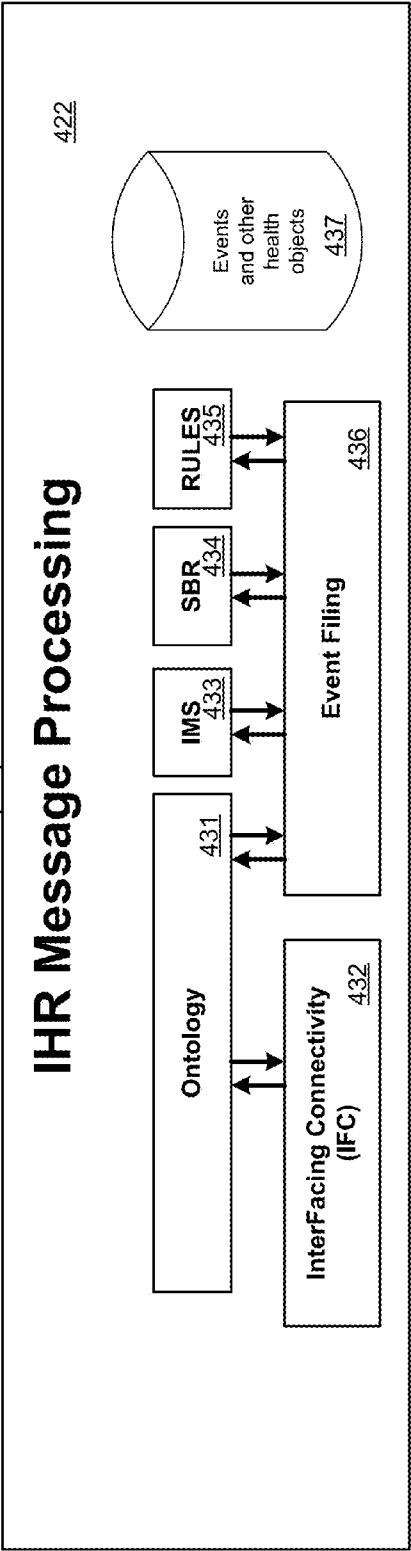 IHR Message Processing
422
Ontology
431
IMS
433
SBR
434
RULES
435
Events
and other
health
objects
437
InterFacing Connectivity
(IFC)
432
Event Filing
436